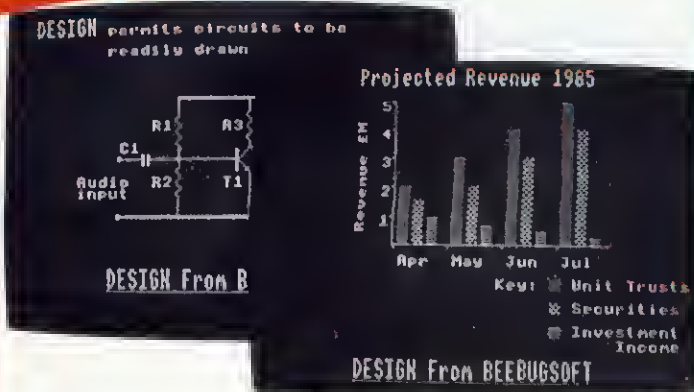 DESIGN permits circuits to be
readily drawn
R1
R3
C1
Audio
input
R2
T1
DESIGN From B
Projected Revenue 1985
Revenue £M
5
4
3
2
1
Apr May Jun Jul
Key: Unit Trusts
Securities
Investment
Income
DESIGN From BEEBUGSOFT